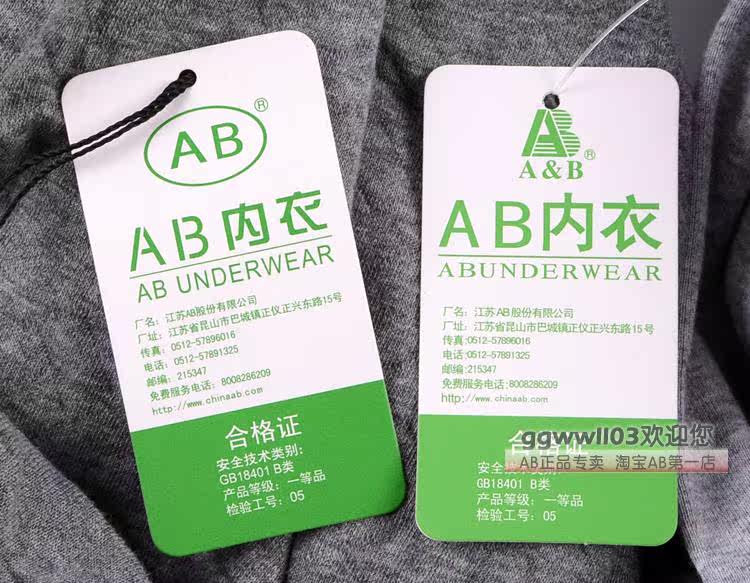 AB
®
AB内衣
AB UNDERWEAR
厂名：江苏AB股份有限公司
厂址：江苏省昆山市巴城镇正仪正兴东路15号
传真：0512-57896016
电话：0512-57891325
邮编：215347
免费服务电话：8008286209
http://www.chinaab.com
合格证
安全技术类别：
GB18401 B类
产品等级：一等品
检验工号：05
AB
®
A&B
AB内衣
ABUNDERWEAR
厂名：江苏AB股份有限公司
厂址：江苏省昆山市巴城镇正仪正兴东路15号
传真:0512-57896016
电话:0512-57891325
邮编：215347
免费服务电话:8008286209
http://www.chinaab.com
ggwwll03欢迎您
AB正品专卖 淘宝AB第一店
GB18401 B类
产品等级：一等品
检验工号：05